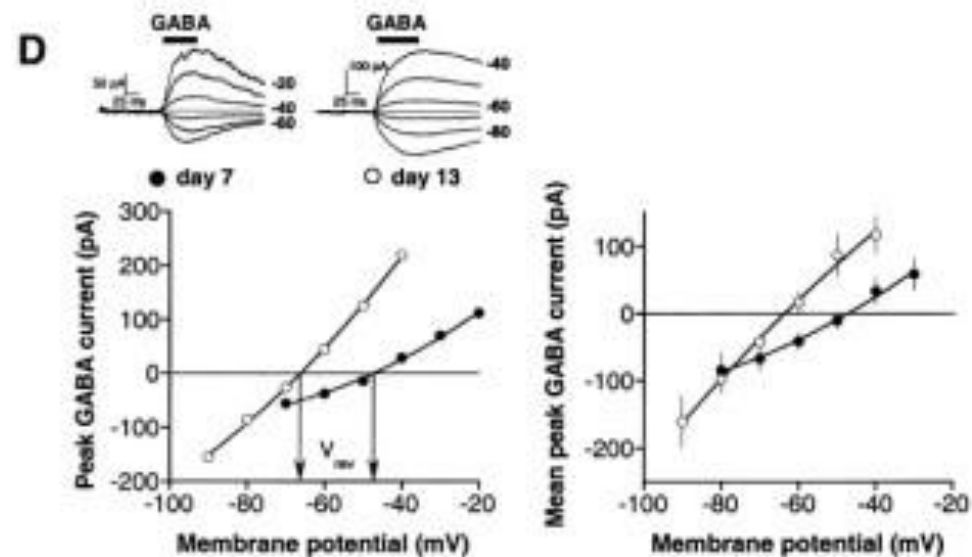 D
GABA
GABA
50 pA
25 ms
-20
-40
-60
100 pA
25 ms
-40
-60
-80
● day 7
○ day 13
Peak GABA current (pA)
300
200
100
0
-100
-200
V rev
-100
-80
-60
-40
-20
Membrane potential (mV)
Mean peak GABA current (pA)
100
0
-100
-200
-100
-80
-60
-40
-20
Membrane potential (mV)